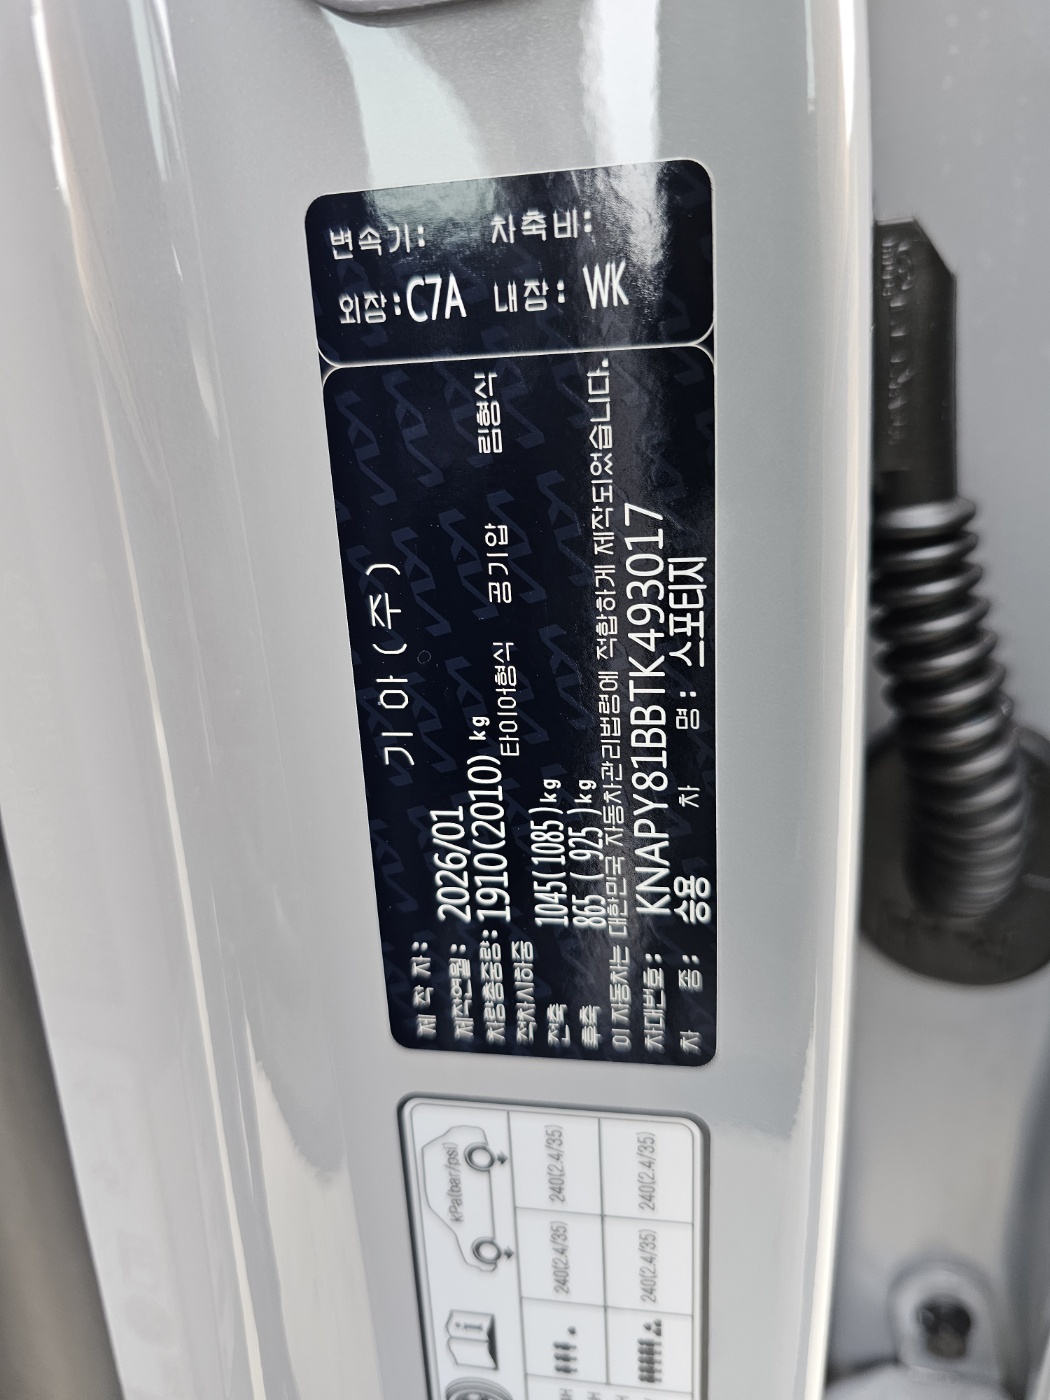 기 아 (주)
제 작 자:
제작연월: 2026/01
차량총중량: 1910(2010) kg
적차시하중 타이어형식 공기압 림형식
전축 1045(1085)kg
후축 865 ( 925 )kg
이 자동차는 대한민국 자동차관리법령에 적합하게 제작되었습니다.
차대번호: KNAPY81BBTK493017
차 종: 승용 차 명: 스포티지
변속기: 차축비:
외장:C7A 내장: WK
kPa(bar/psi)
240(2.4/35) 240(2.4/35)
240(2.4/35) 240(2.4/35)